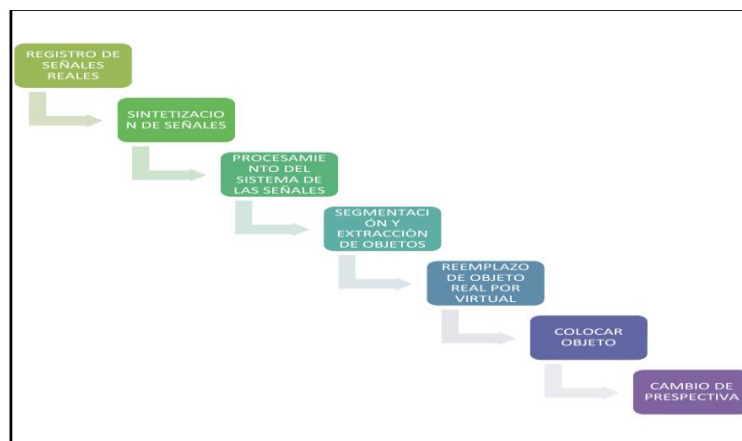 REGISTRO DE
SEÑALES
REALES
SINTETIZACIO
N DE SEÑALES
PROCESAMIE
NTO DEL
SISTEMA DE
LAS SEÑALES
SEGMENTACI
ÓN Y
EXTRACCIÒN
DE OBJETOS
REEMPLAZO
DE OBJETO
REAL POR
VIRTUAL
COLOCAR
OBJETO
CAMBIO DE
PRESPECTIVA